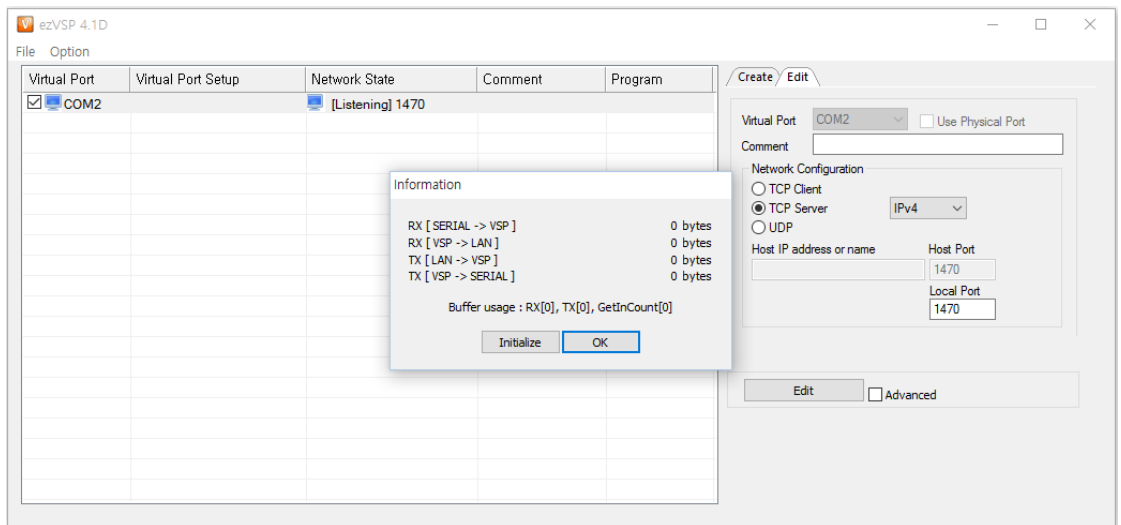 ezVSP 4.1D
File Option
Virtual Port Virtual Port Setup Network State Comment Program
COM2 [Listening] 1470
Create Edit
Virtual Port COM2 Use Physical Port
Comment
Network Configuration
TCP Client
TCP Server IPv4
UDP
Host IP address or name Host Port
1470
Local Port
1470
Edit Advanced
Information
RX [ SERIAL -> VSP ] 0 bytes
RX [ VSP -> LAN ] 0 bytes
TX [ LAN -> VSP ] 0 bytes
TX [ VSP -> SERIAL ] 0 bytes
Buffer usage : RX[0], TX[0], GetInCount[0]
Initialize OK